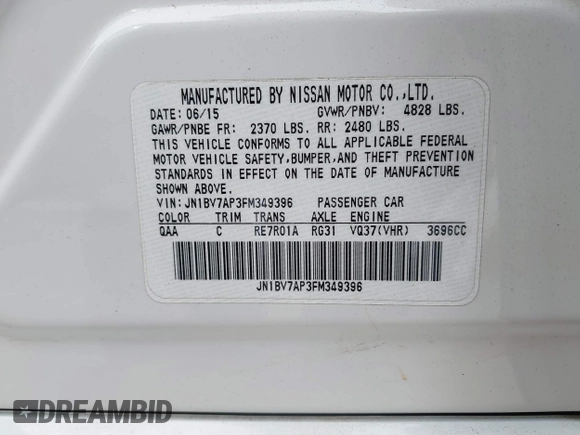 MANUFACTURED BY NISSAN MOTOR CO.,LTD.
DATE: 06/15 GVWR/PNBV: 4828 LBS.
GAWR/PNBE FR: 2370 LBS. RR: 2480 LBS.
THIS VEHICLE CONFORMS TO ALL APPLICABLE FEDERAL
MOTOR VEHICLE SAFETY,BUMPER,AND THEFT PREVENTION
STANDARDS IN EFFECT ON THE DATE OF MANUFACTURE
SHOWN ABOVE.
VIN: JN1BV7AP3FM349396 PASSENGER CAR
COLOR TRIM TRANS AXLE ENGINE
QAA C RE7R01A RG31 VQ37(VHR) 3696CC
JN1BV7AP3FM349396
DREAMBID